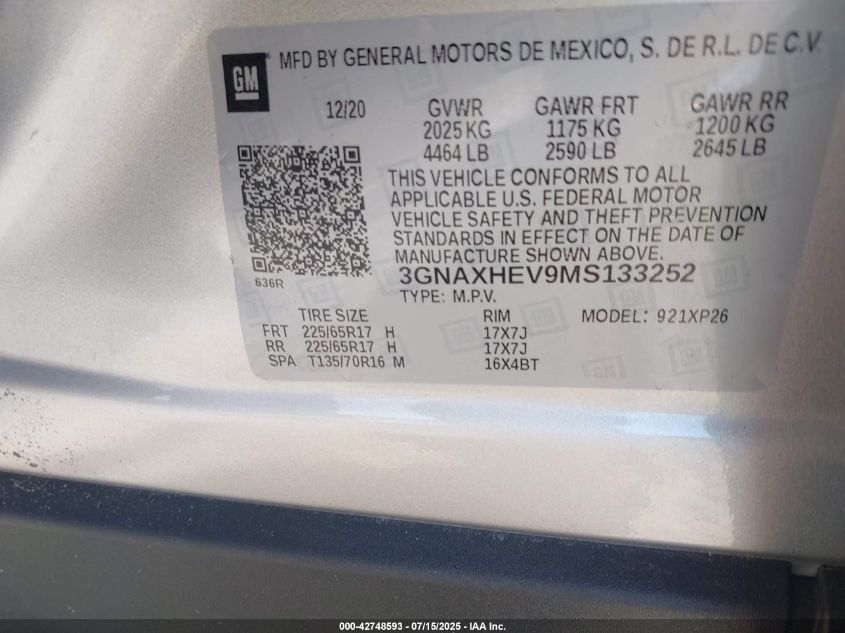 GM
MFD BY GENERAL MOTORS DE MEXICO, S. DE R.L. DE C.V.
12/20 GVWR GAWR FRT GAWR RR
2025 KG 1175 KG 1200 KG
4464 LB 2590 LB 2645 LB
THIS VEHICLE CONFORMS TO ALL
APPLICABLE U.S. FEDERAL MOTOR
VEHICLE SAFETY AND THEFT PREVENTION
STANDARDS IN EFFECT ON THE DATE OF
MANUFACTURE SHOWN ABOVE.
636R
3GNAXHEV9MS133252
TYPE: M.P.V.
TIRE SIZE RIM MODEL: 921XP26
FRT 225/65R17 H 17X7J
RR 225/65R17 H 17X7J
SPA T135/70R16 M 16X4BT
000-42748593 - 07/15/2025 - IAA Inc.